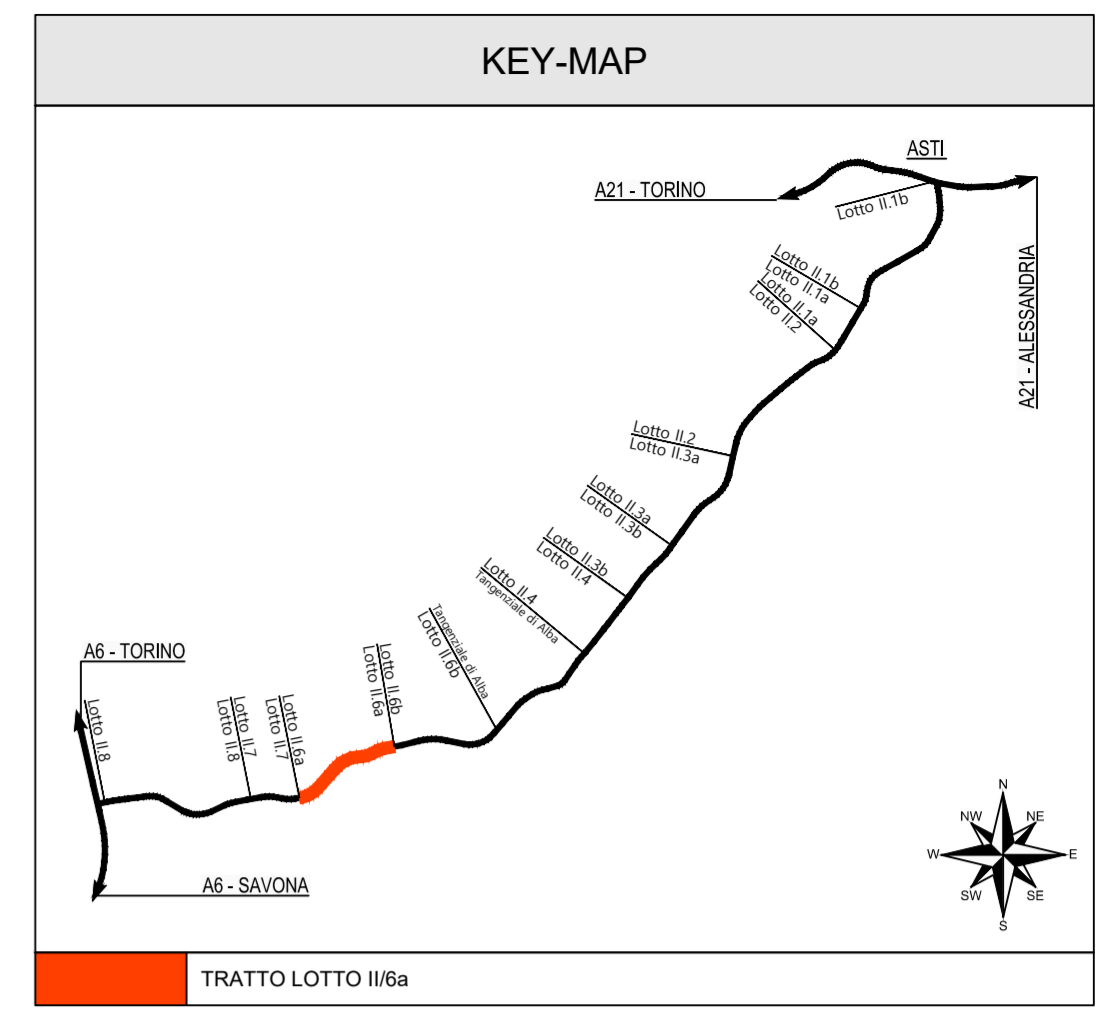 KEY-MAP
ASTI
A21 - TORINO
Lotto II.1b
A21 - ALESSANDRIA
Lotto II.1b
Lotto II.1a
Lotto II.1a
Lotto II.2
Lotto II.2
Lotto II.3a
Lotto II.3a
Lotto II.3b
Lotto II.3b
Lotto II.4
Lotto II.4
Tangenziale di Alba
Tangenziale di Alba
Lotto II.6b
Lotto II.6b
Lotto II.6a
Lotto II.6a
Lotto II.7
Lotto II.7
Lotto II.8
A6 - TORINO
Lotto II.8
A6 - SAVONA
N
NW
NE
W
E
SW
SE
S
TRATTO LOTTO II/6a